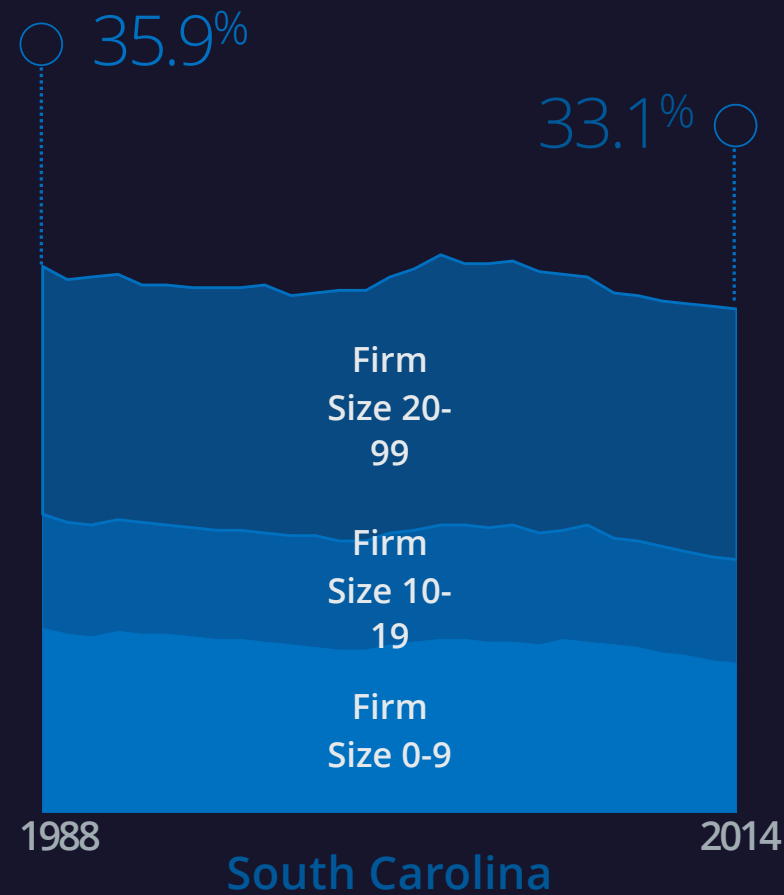 35.9%
33.1%
Firm
Size 20-
99
Firm
Size 10-
19
Firm
Size 0-9
1988
2014
South Carolina